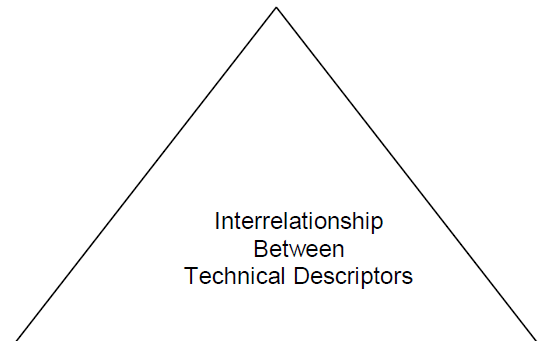 Interrelationship
Between
Technical Descriptors